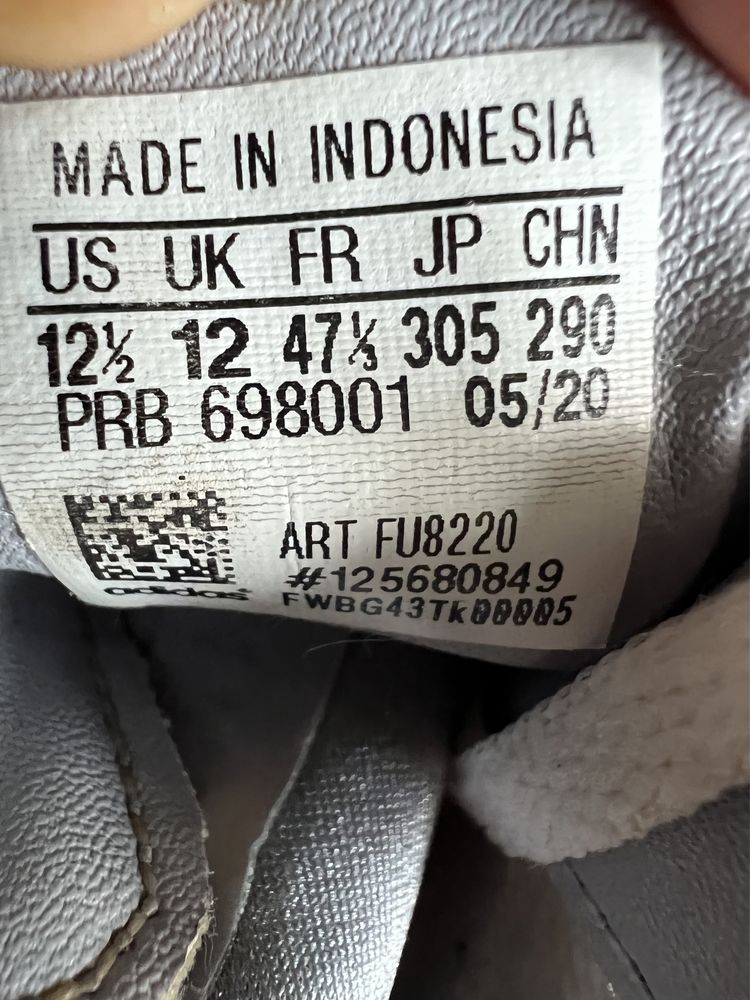 MADE IN INDONESIA
US UK FR JP CHN
12½ 12 47⅓ 305 290
PRB 698001 05/20
ART FU8220
#125680849
adidas
FWBG43Tk00005